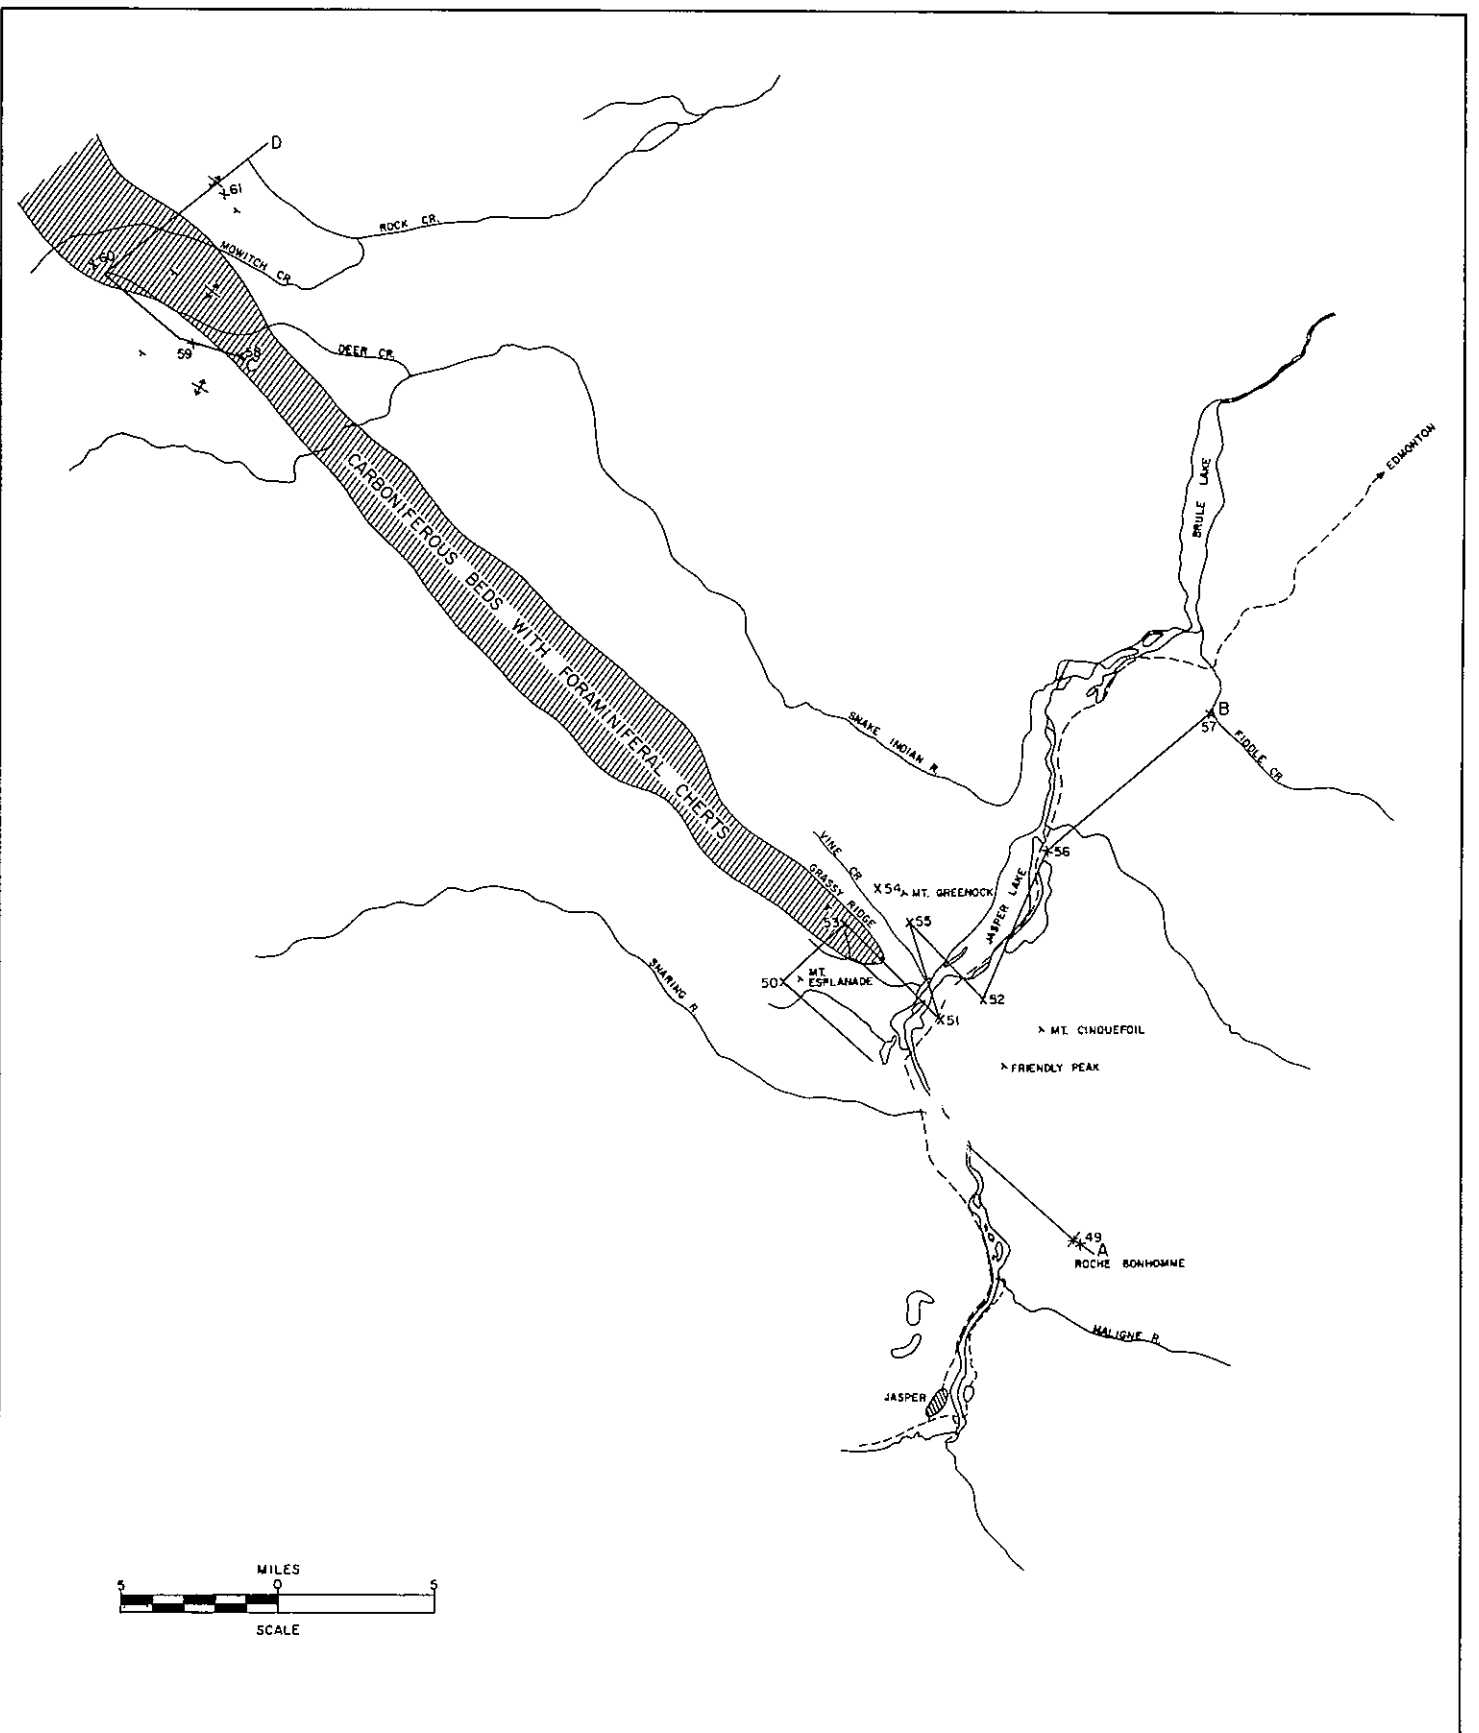 D
61
ROCK CR.
MOWITCH CR.
60
59
58
C
DEER CR.
EDMONTON
BRULE LAKE
CARBONIFEROUS BEDS WITH FORAMINIFERAL CHERTS
SNAKE INDIAN R.
B
57
FIDDLE CR.
VINE CR.
56
GRASSY RIDGE
54
MT. GREENOCK
JASPER LAKE
53
55
50
MT.
ESPLANADE
52
51
SNARING R.
MT. CINQUEFOIL
FRIENDLY PEAK
49
A
ROCHE BONHOMME
MALIGNE R.
JASPER
MILES
5 0 5
SCALE